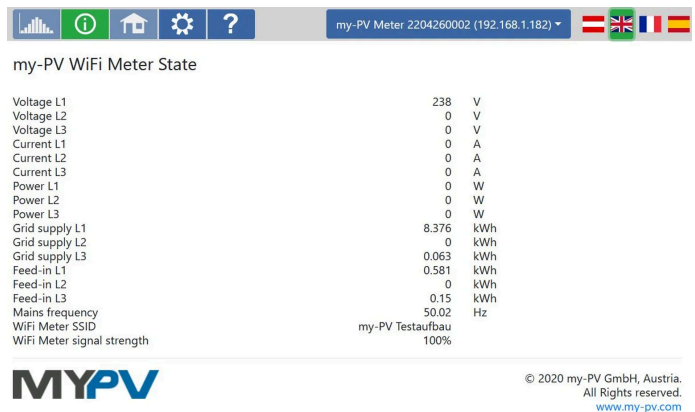 ?
my-PV Meter 2204260002 (192.168.1.182)
my-PV WiFi Meter State
Voltage L1 238 V
Voltage L2 0 V
Voltage L3 0 V
Current L1 0 A
Current L2 0 A
Current L3 0 A
Power L1 0 W
Power L2 0 W
Power L3 0 W
Grid supply L1 8.376 kWh
Grid supply L2 0 kWh
Grid supply L3 0.063 kWh
Feed-in L1 0.581 kWh
Feed-in L2 0 kWh
Feed-in L3 0.15 kWh
Mains frequency 50.02 Hz
WiFi Meter SSID my-PV Testaufbau
WiFi Meter signal strength 100%
MYPV
© 2020 my-PV GmbH, Austria.
All Rights reserved.
www.my-pv.com